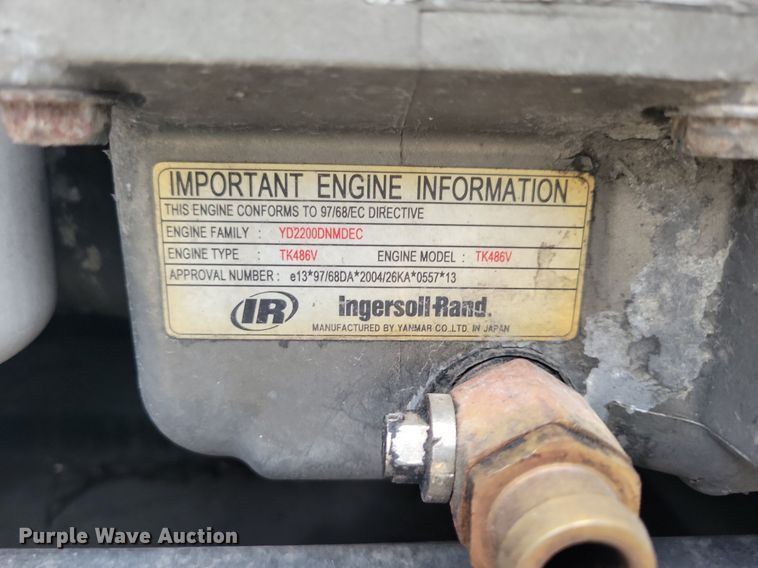 IMPORTANT ENGINE INFORMATION
THIS ENGINE CONFORMS TO 97/68/EC DIRECTIVE
ENGINE FAMILY : YD2200DNMDEC
ENGINE TYPE : TK486V ENGINE MODEL : TK486V
APPROVAL NUMBER : e13*97/68DA*2004/26KA*0557*13
IR Ingersoll-Rand.
MANUFACTURED BY YANMAR CO.,LTD. IN JAPAN
Purple Wave Auction